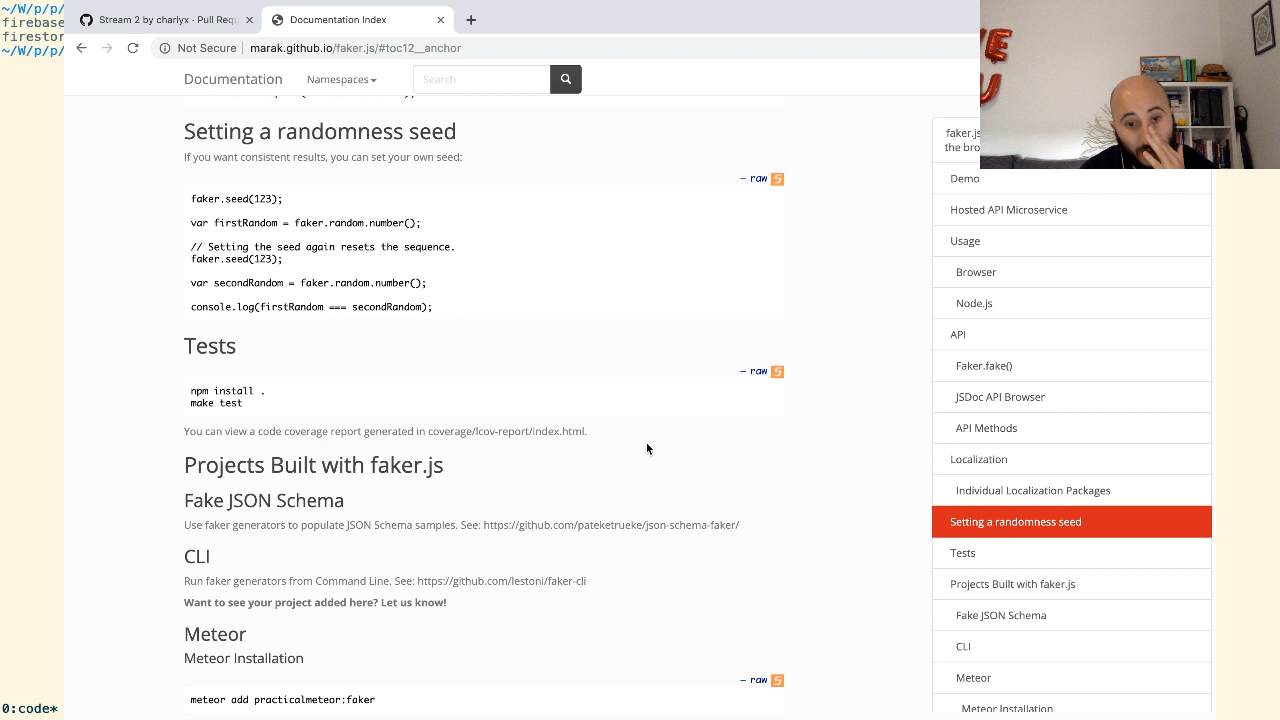 ~/W/p/p/
firebase
firestor
~/W/p/p/
Stream 2 by charlyx · Pull Requ
Documentation Index
Not Secure
marak.github.io/faker.js/#toc12__anchor
Documentation
Namespaces
Search
Setting a randomness seed
If you want consistent results, you can set your own seed:
– raw
faker.seed(123);
var firstRandom = faker.random.number();
// Setting the seed again resets the sequence.
faker.seed(123);
var secondRandom = faker.random.number();
console.log(firstRandom === secondRandom);
Tests
– raw
npm install .
make test
You can view a code coverage report generated in coverage/lcov-report/index.html.
Projects Built with faker.js
Fake JSON Schema
Use faker generators to populate JSON Schema samples. See: https://github.com/pateketrueke/json-schema-faker/
CLI
Run faker generators from Command Line. See: https://github.com/lestoni/faker-cli
Want to see your project added here? Let us know!
Meteor
Meteor Installation
– raw
meteor add practicalmeteor:faker
faker.js
the bro
Demo
Hosted API Microservice
Usage
Browser
Node.js
API
Faker.fake()
JSDoc API Browser
API Methods
Localization
Individual Localization Packages
Setting a randomness seed
Tests
Projects Built with faker.js
Fake JSON Schema
CLI
Meteor
Meteor Installation
0:code*